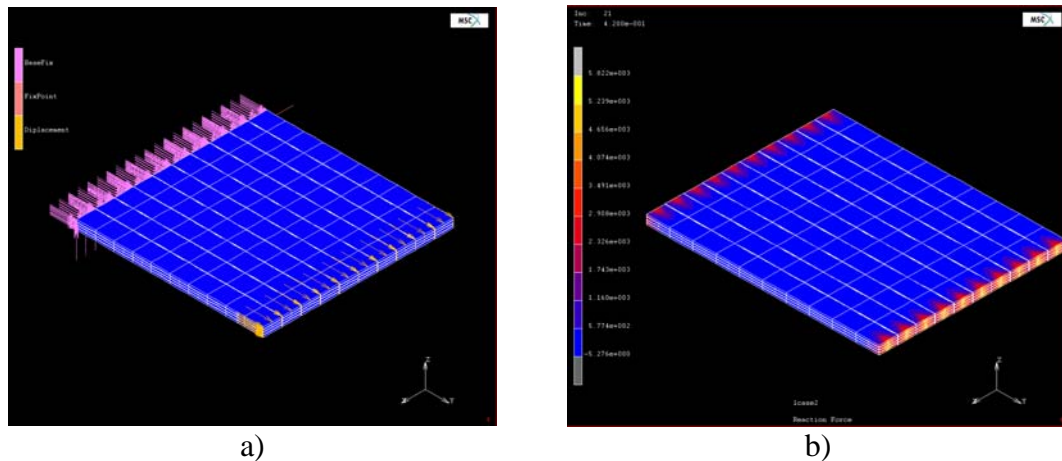 MSC
BaseFix
FixPoint
Diplacment
Z
X
Y
a)
Inc: 21
Time: 4.200e-001
MSC
5.822e+003
5.239e+003
4.656e+003
4.074e+003
3.491e+003
2.908e+003
2.326e+003
1.743e+003
1.160e+003
5.774e+002
-5.276e+000
lcase2
Reaction Force
Z
X
Y
b)